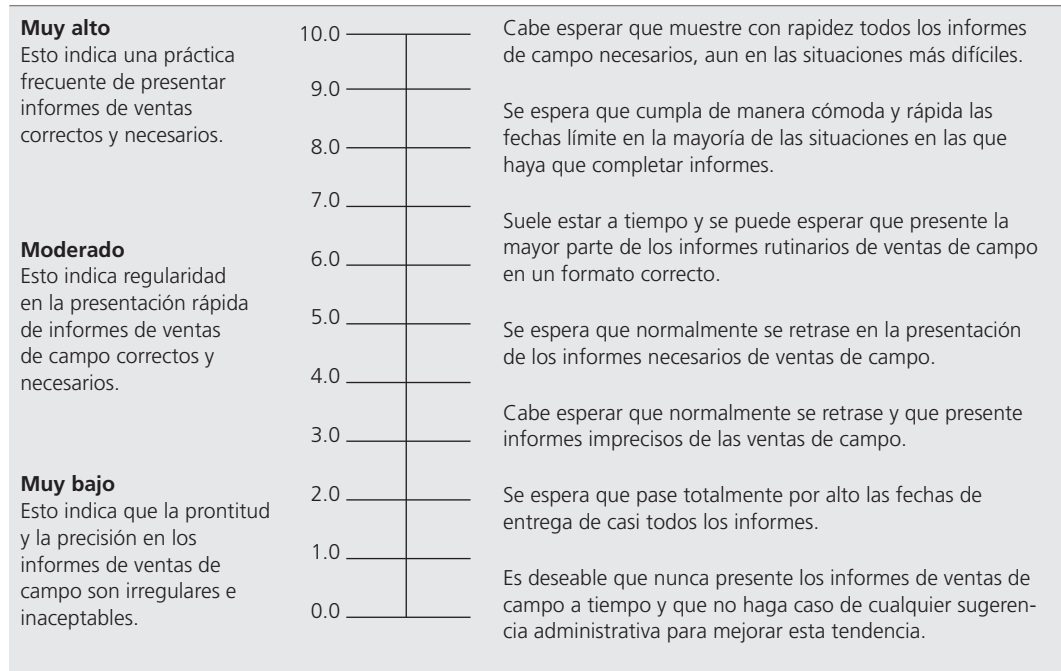 Muy alto
Esto indica una práctica
frecuente de presentar
informes de ventas
correctos y necesarios.
Moderado
Esto indica regularidad
en la presentación rápida
de informes de ventas
de campo correctos y
necesarios.
Muy bajo
Esto indica que la prontitud
y la precisión en los
informes de ventas de
campo son irregulares e
inaceptables.
10.0
9.0
8.0
7.0
6.0
5.0
4.0
3.0
2.0
1.0
0.0
Cabe esperar que muestre con rapidez todos los informes
de campo necesarios, aun en las situaciones más difíciles.
Se espera que cumpla de manera cómoda y rápida las
fechas límite en la mayoría de las situaciones en las que
haya que completar informes.
Suele estar a tiempo y se puede esperar que presente la
mayor parte de los informes rutinarios de ventas de campo
en un formato correcto.
Se espera que normalmente se retrase en la presentación
de los informes necesarios de ventas de campo.
Cabe esperar que normalmente se retrase y que presente
informes imprecisos de las ventas de campo.
Se espera que pase totalmente por alto las fechas de
entrega de casi todos los informes.
Es deseable que nunca presente los informes de ventas de
campo a tiempo y que no haga caso de cualquier sugeren-
cia administrativa para mejorar esta tendencia.